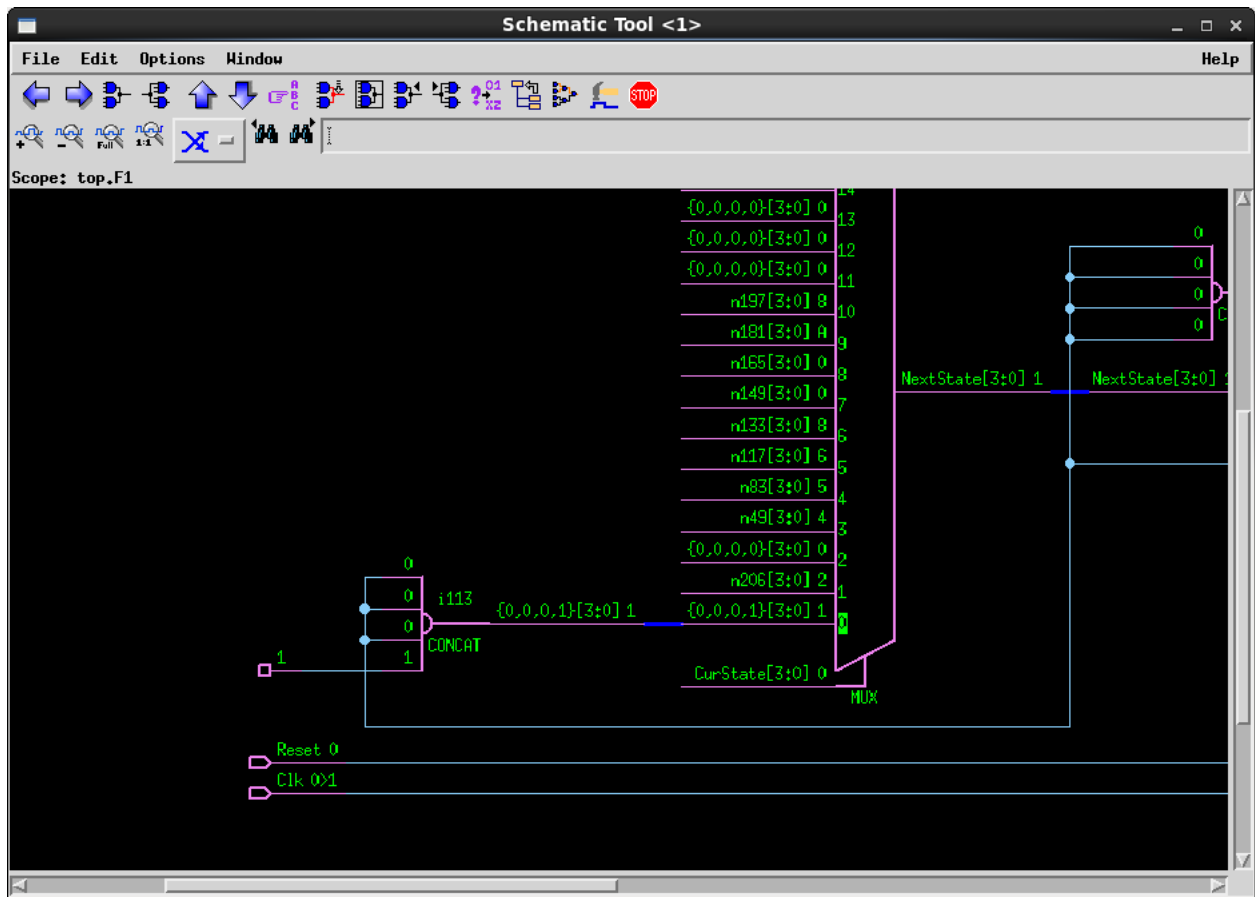 Schematic Tool <1>
File Edit Options Window Help
A
B
C
01
XZ
STOP
Full
1:1
Scope: top.F1
14
{0,0,0,0}[3:0] 0
13
{0,0,0,0}[3:0] 0
12
{0,0,0,0}[3:0] 0
11
n197[3:0] 8
10
n181[3:0] A
9
n165[3:0] 0
8
n149[3:0] 0
7
n133[3:0] 8
6
n117[3:0] 6
5
n83[3:0] 5
4
n49[3:0] 4
3
{0,0,0,0}[3:0] 0
2
n206[3:0] 2
1
{0,0,0,1}[3:0] 1
0
CurState[3:0] 0
MUX
NextState[3:0] 1
NextState[3:0] 1
0
0
0
0
C
0
0
0
1
1
i113
CONCAT
{0,0,0,1}[3:0] 1
Reset 0
Clk 0>1